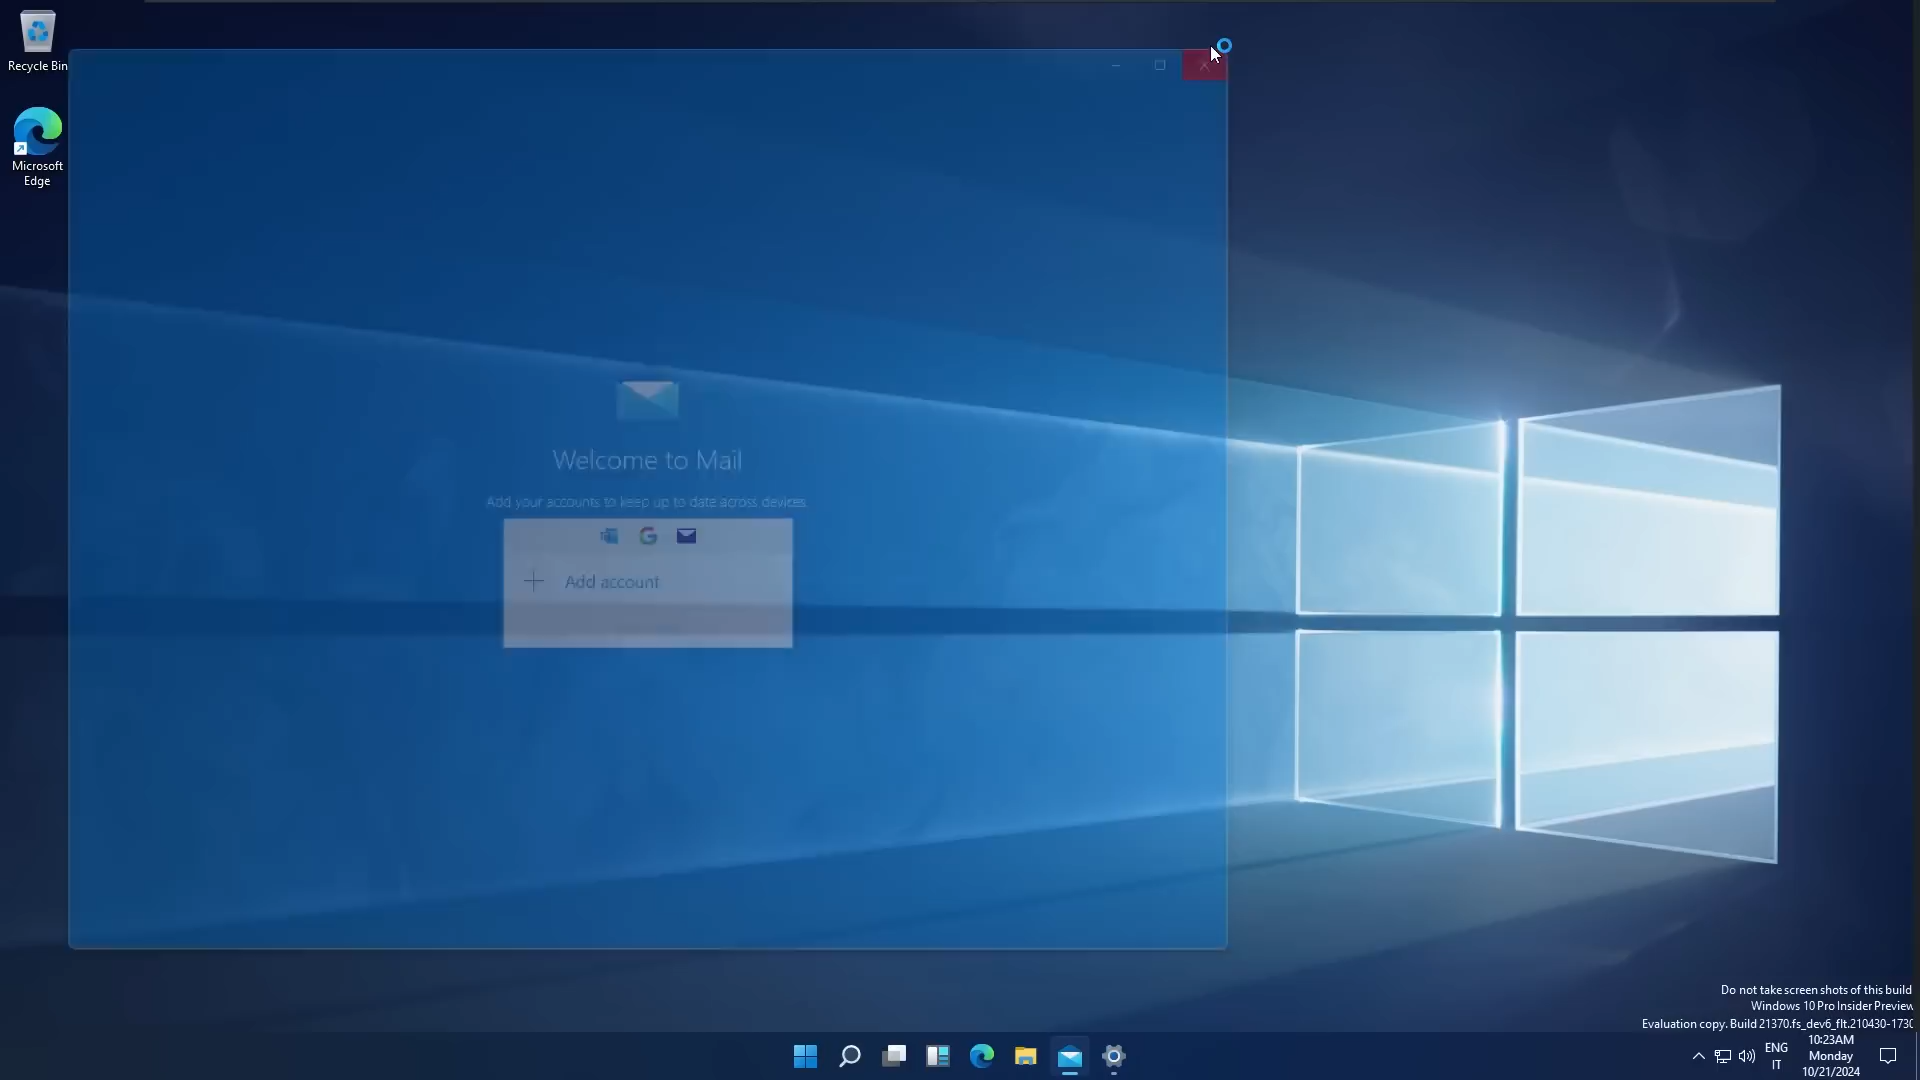 Recycle Bin
Microsoft
Edge
Welcome to Mail
Add your accounts to keep up to date across devices.
Add account
Do not take screen shots of this build
Windows 10 Pro Insider Preview
Evaluation copy. Build 21370.fs_dev6_flt.210430-1730
ENG
IT
10:23AM
Monday
10/21/2024